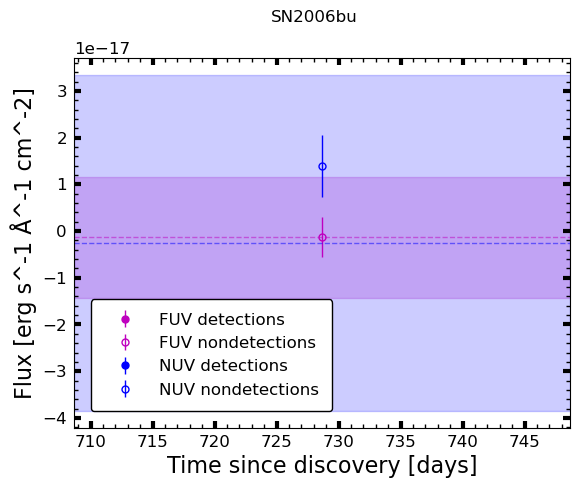 SN2006bu
1e−17
3
2
1
0
−1
−2
−3
−4
Flux [erg s^-1 Å^-1 cm^-2]
FUV detections
FUV nondetections
NUV detections
NUV nondetections
710 715 720 725 730 735 740 745
Time since discovery [days]